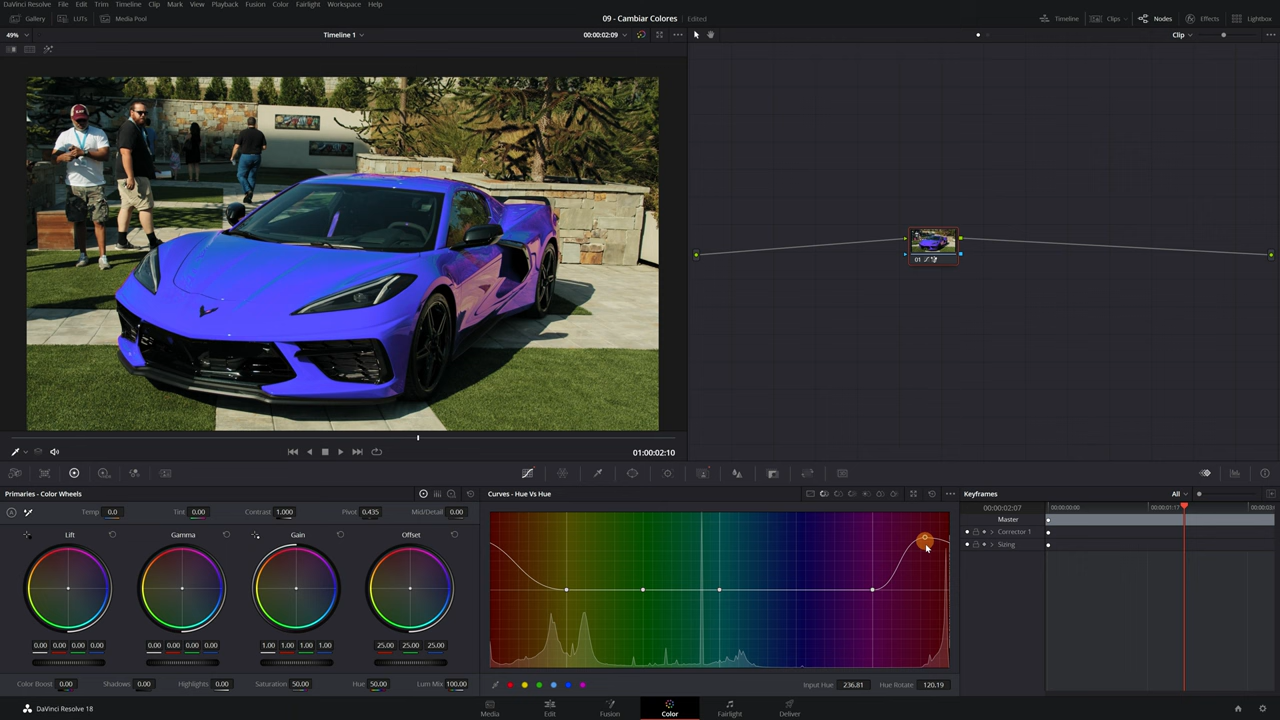 DaVinci Resolve File Edit Trim Timeline Clip Mark View Playback Fusion Color Fairlight Workspace Help
Gallery LUTs Media Pool 09 - Cambiar Colores Edited Timeline Clips Nodes Effects Lightbox
49% Timeline 1 00:00:02:09 Clip
01
01:00:02:10
Primaries - Color Wheels
Temp 0.0 Tint 0.00 Contrast 1.000 Pivot 0.435 Mid/Detail 0.00
Lift Gamma Gain Offset
0.00 0.00 0.00 0.00 0.00 0.00 0.00 0.00 1.00 1.00 1.00 1.00 25.00 25.00 25.00
Color Boost 0.00 Shadows 0.00 Highlights 0.00 Saturation 50.00 Hue 50.00 Lum Mix 100.00
Curves - Hue Vs Hue
Input Hue 236.81 Hue Rotate 120.19
Keyframes All
00:00:02:07 00:00:00:00 00:00:01:17
Master
Corrector 1
Sizing
DaVinci Resolve 18 Media Edit Fusion Color Fairlight Deliver